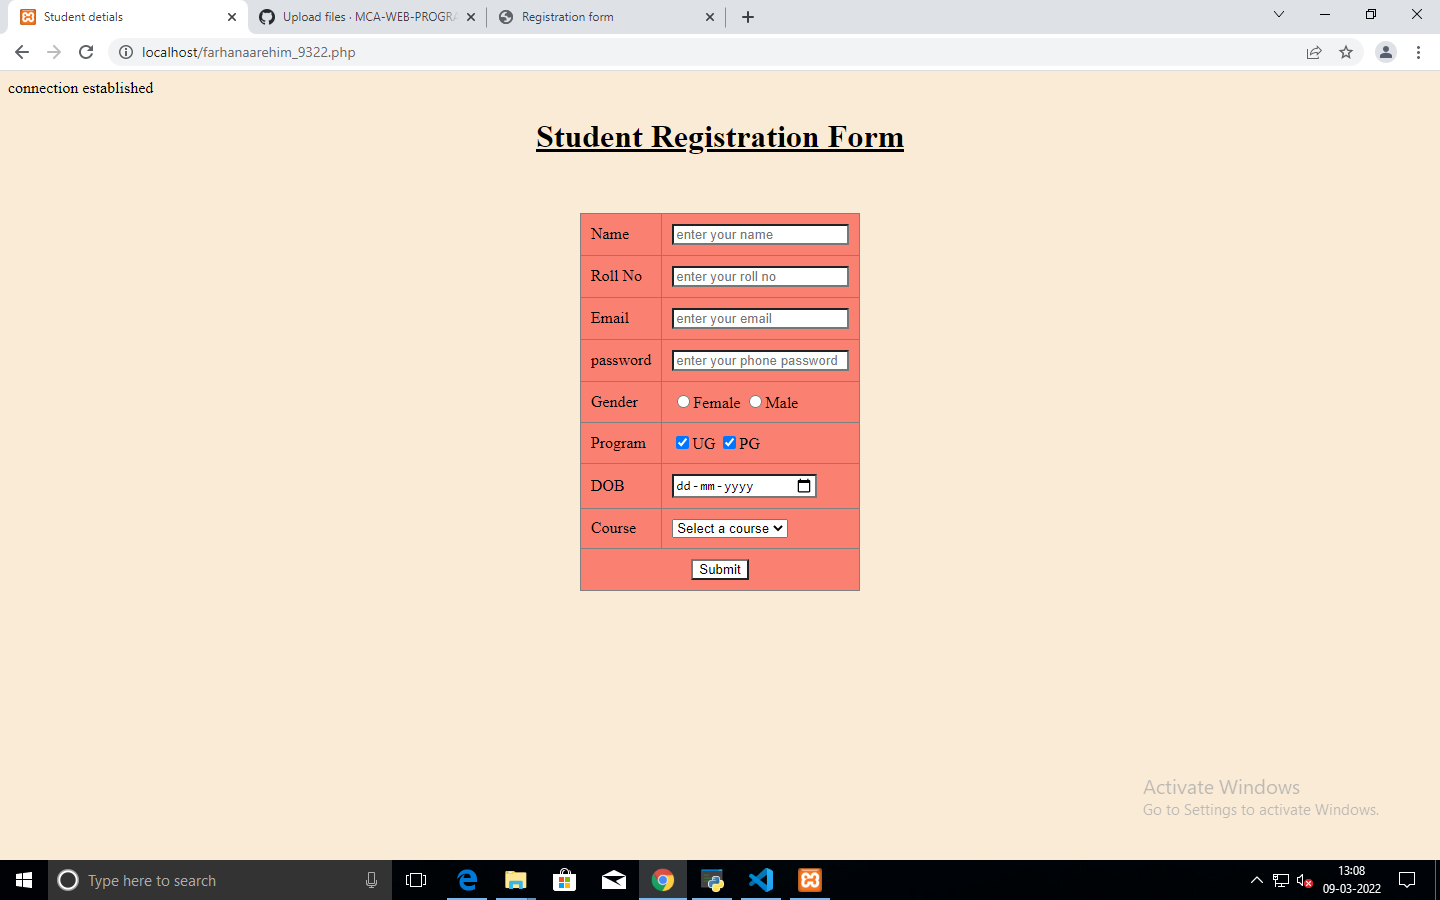 Student detials
Upload files · MCA-WEB-PROGRA
Registration form
localhost/farhanaarehim_9322.php
connection established
Student Registration Form
Name enter your name
Roll No enter your roll no
Email enter your email
password enter your phone password
Gender Female Male
Program UG PG
DOB dd-mm-yyyy
Course Select a course
Submit
Activate Windows
Go to Settings to activate Windows.
Type here to search
13:08
09-03-2022